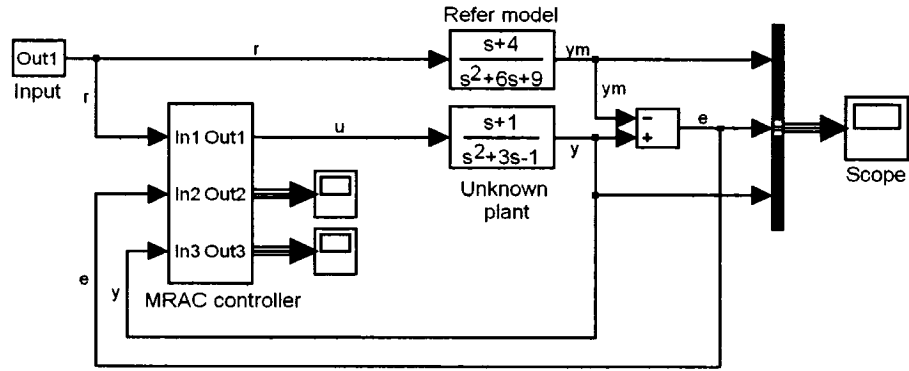 Refer model
r
s+4
s²+6s+9
ym
Out1
Input
r
ym
In1 Out1
u
s+1
s²+3s-1
y
−
+
e
Scope
In2 Out2
Unknown
plant
In3 Out3
e
y
MRAC controller